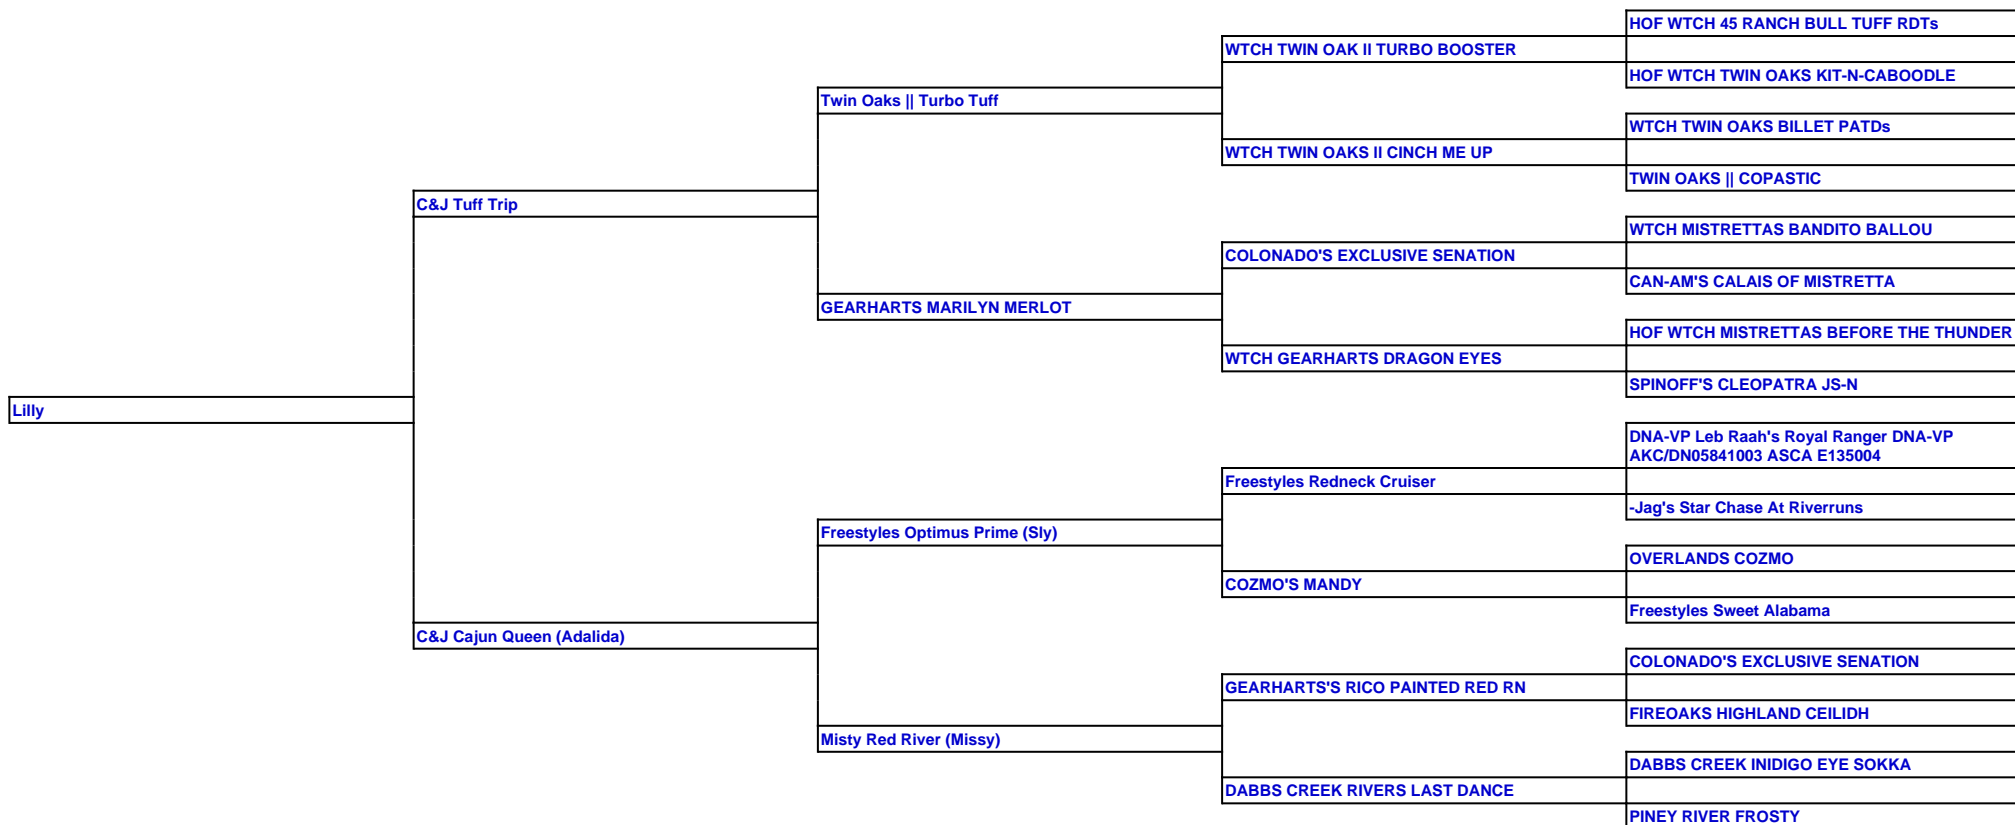 HOF WTCH 45 RANCH BULL TUFF RDTs
WTCH TWIN OAK II TURBO BOOSTER
HOF WTCH TWIN OAKS KIT-N-CABOODLE
Twin Oaks || Turbo Tuff
WTCH TWIN OAKS BILLET PATDs
WTCH TWIN OAKS II CINCH ME UP
TWIN OAKS || COPASTIC
C&J Tuff Trip
WTCH MISTRETTAS BANDITO BALLOU
COLONADO'S EXCLUSIVE SENATION
CAN-AM'S CALAIS OF MISTRETTA
GEARHARTS MARILYN MERLOT
HOF WTCH MISTRETTAS BEFORE THE THUNDER
WTCH GEARHARTS DRAGON EYES
SPINOFF'S CLEOPATRA JS-N
Lilly
DNA-VP Leb Raah's Royal Ranger DNA-VP
AKC/DN05841003 ASCA E135004
Freestyles Redneck Cruiser
-Jag's Star Chase At Riverruns
Freestyles Optimus Prime (Sly)
OVERLANDS COZMO
COZMO'S MANDY
Freestyles Sweet Alabama
C&J Cajun Queen (Adalida)
COLONADO'S EXCLUSIVE SENATION
GEARHARTS'S RICO PAINTED RED RN
FIREOAKS HIGHLAND CEILIDH
Misty Red River (Missy)
DABBS CREEK INIDIGO EYE SOKKA
DABBS CREEK RIVERS LAST DANCE
PINEY RIVER FROSTY